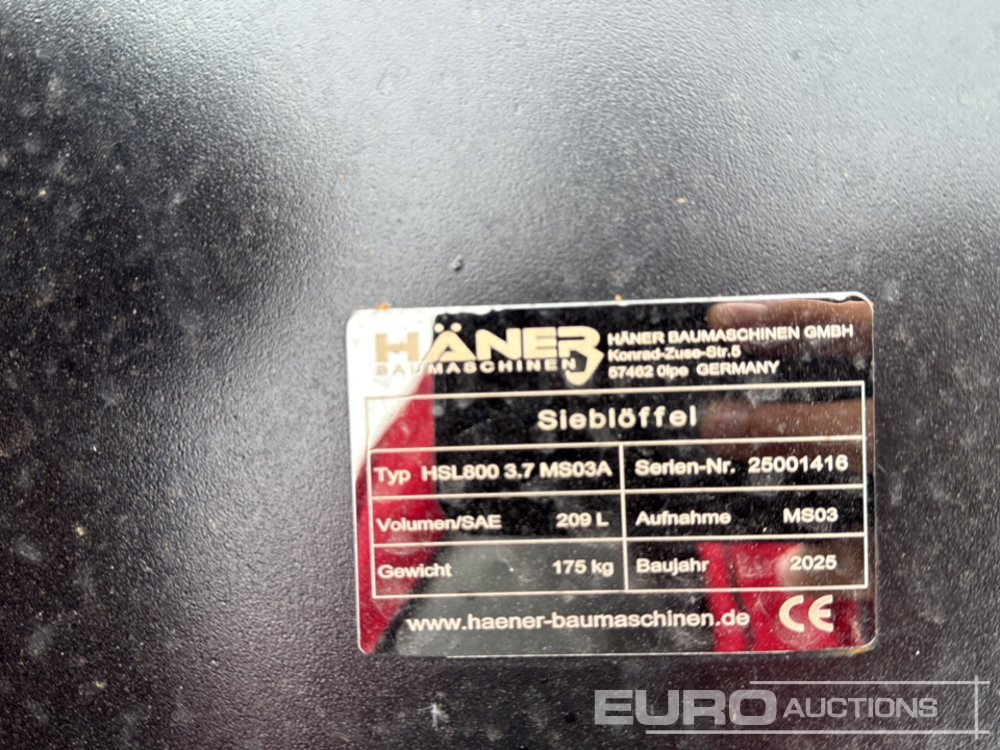 HÄNER
BAUMASCHINEN
HÄNER BAUMASCHINEN GMBH
Konrad-Zuse-Str.5
57462 Olpe GERMANY
Sieblöffel
Typ HSL800 3.7 MS03A
Serien-Nr. 25001416
Volumen/SAE 209 L
Aufnahme MS03
Gewicht 175 kg
Baujahr 2025
www.haener-baumaschinen.de
CE
EURO AUCTIONS